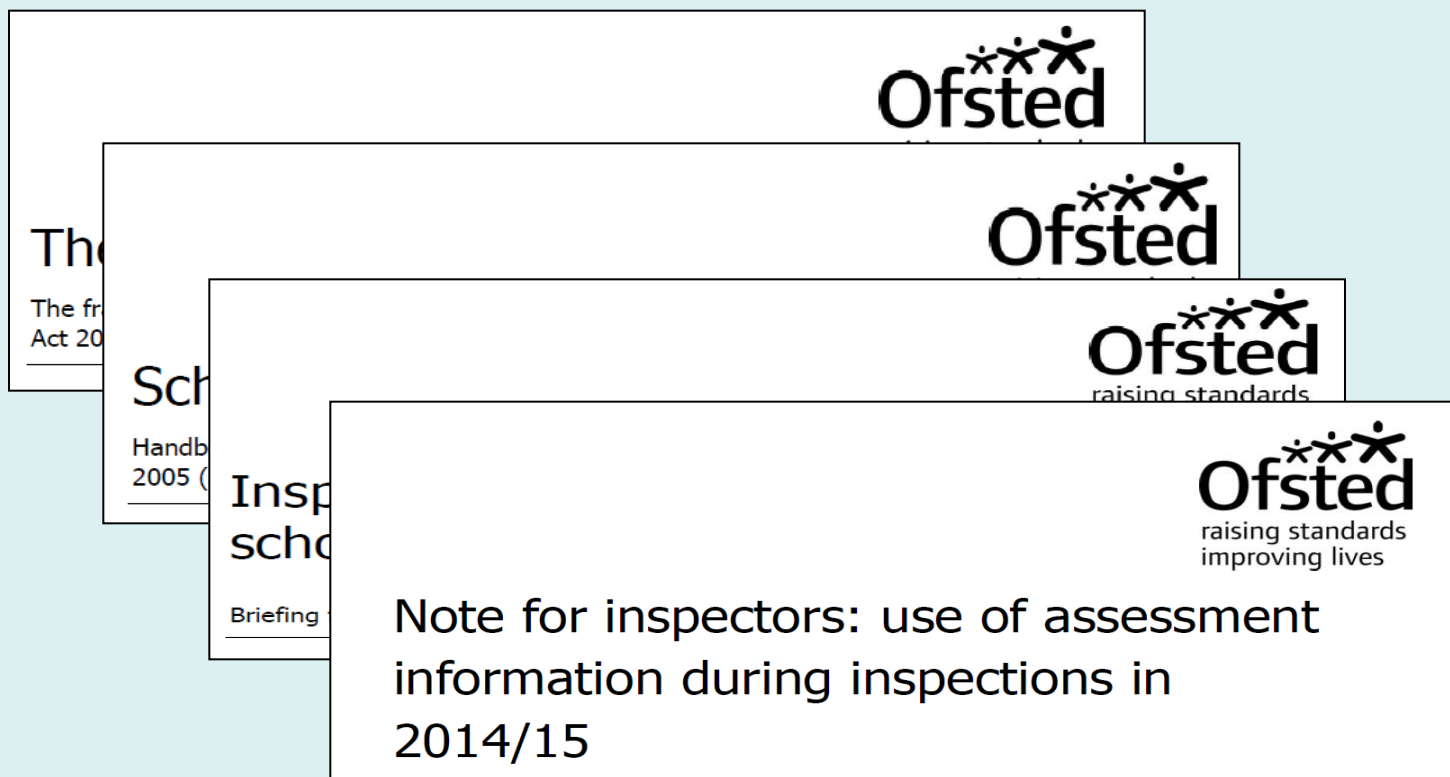 Ofsted
The
The fr
Act 20
Ofsted
Sch
Handb
2005 (
Ofsted
raising standards
Insp
scho
Briefing
Ofsted
raising standards
improving lives
Note for inspectors: use of assessment
information during inspections in
2014/15